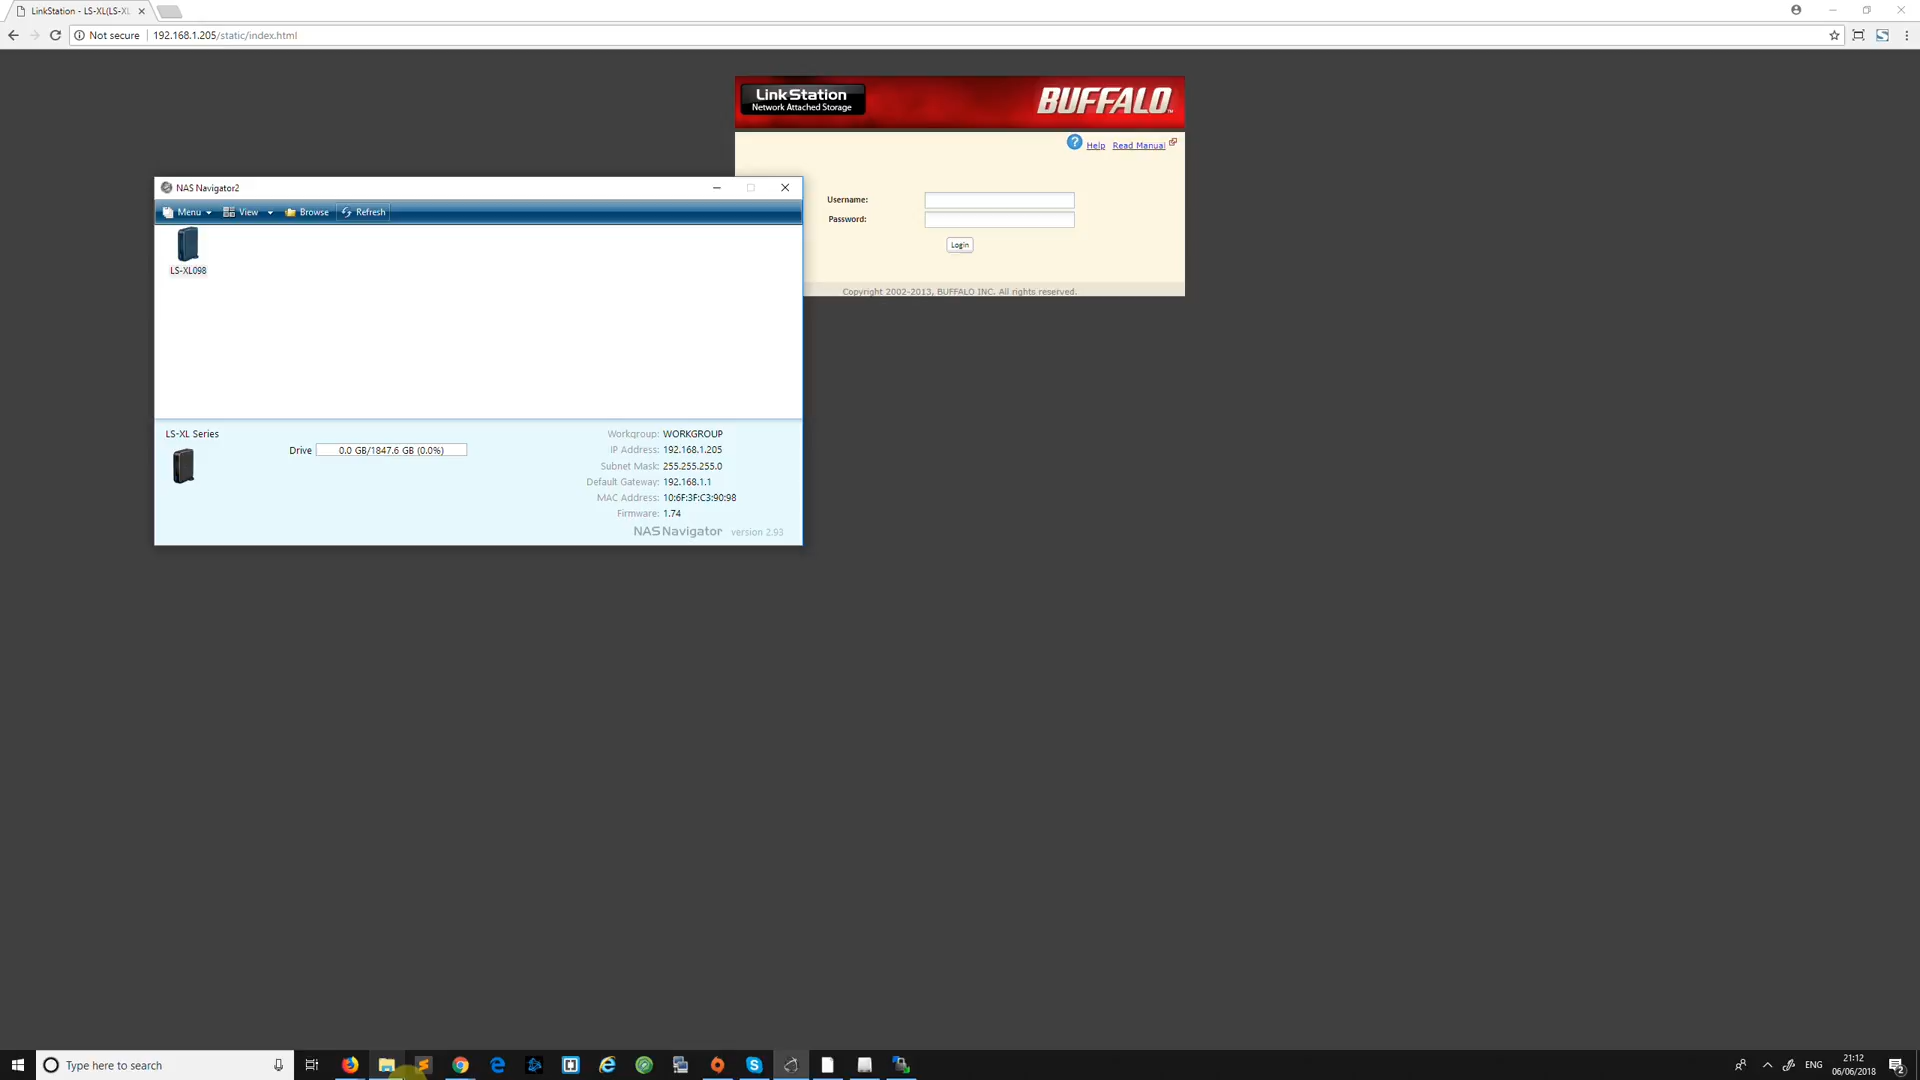 LinkStation - LS-XL(LS-XL
Not secure
192.168.1.205/static/index.html
LinkStation
Network Attached Storage
BUFFALO
Help
Read Manual
Username:
Password:
Login
Copyright 2002-2013, BUFFALO INC. All rights reserved.
NAS Navigator2
Menu
View
Browse
Refresh
LS-XL098
LS-XL Series
Drive
0.0 GB/1847.6 GB (0.0%)
Workgroup: WORKGROUP
IP Address: 192.168.1.205
Subnet Mask: 255.255.255.0
Default Gateway: 192.168.1.1
MAC Address: 10:6F:3F:C3:90:98
Firmware: 1.74
NAS Navigator version 2.93
Type here to search
ENG
21:12
06/06/2018
2